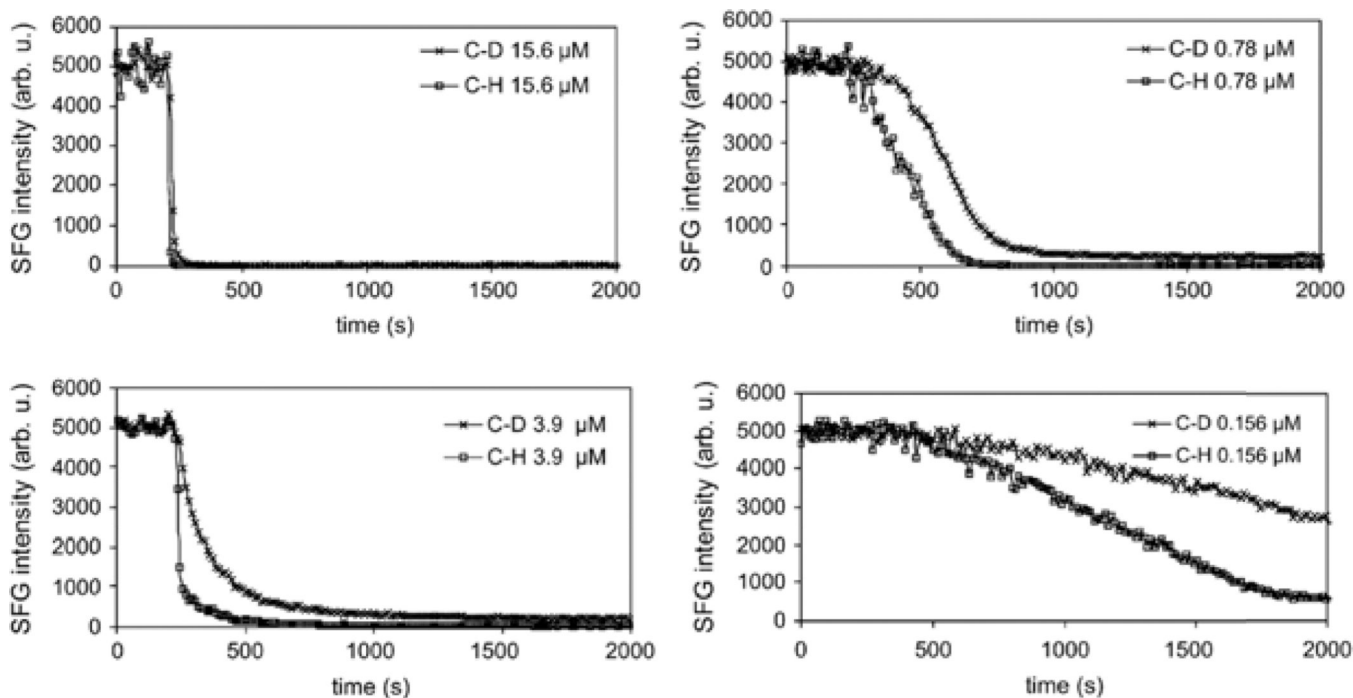 SFG intensity (arb. u.)
6000
5000
4000
3000
2000
1000
0
C-D 15.6 µM
C-H 15.6 µM
0 500 1000 1500 2000
time (s)
SFG intensity (arb. u.)
6000
5000
4000
3000
2000
1000
0
C-D 0.78 µM
C-H 0.78 µM
0 500 1000 1500 2000
time (s)
SFG intensity (arb. u.)
6000
5000
4000
3000
2000
1000
0
C-D 3.9 µM
C-H 3.9 µM
0 500 1000 1500 2000
time (s)
SFG intensity (arb. u.)
6000
5000
4000
3000
2000
1000
0
C-D 0.156 µM
C-H 0.156 µM
0 500 1000 1500 2000
time (s)